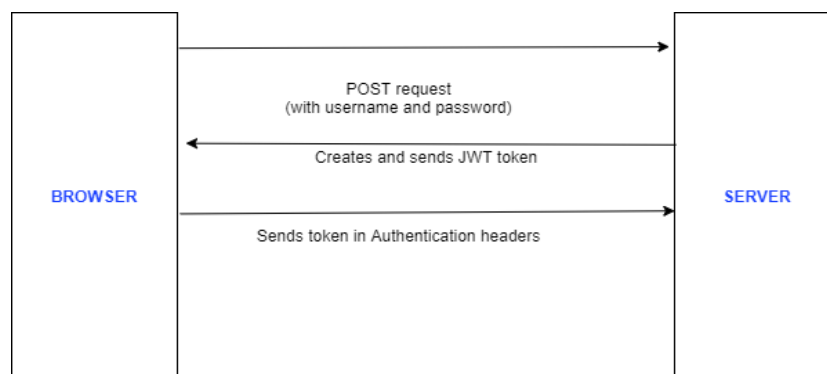 POST request
(with username and password)
Creates and sends JWT token
BROWSER
SERVER
Sends token in Authentication headers